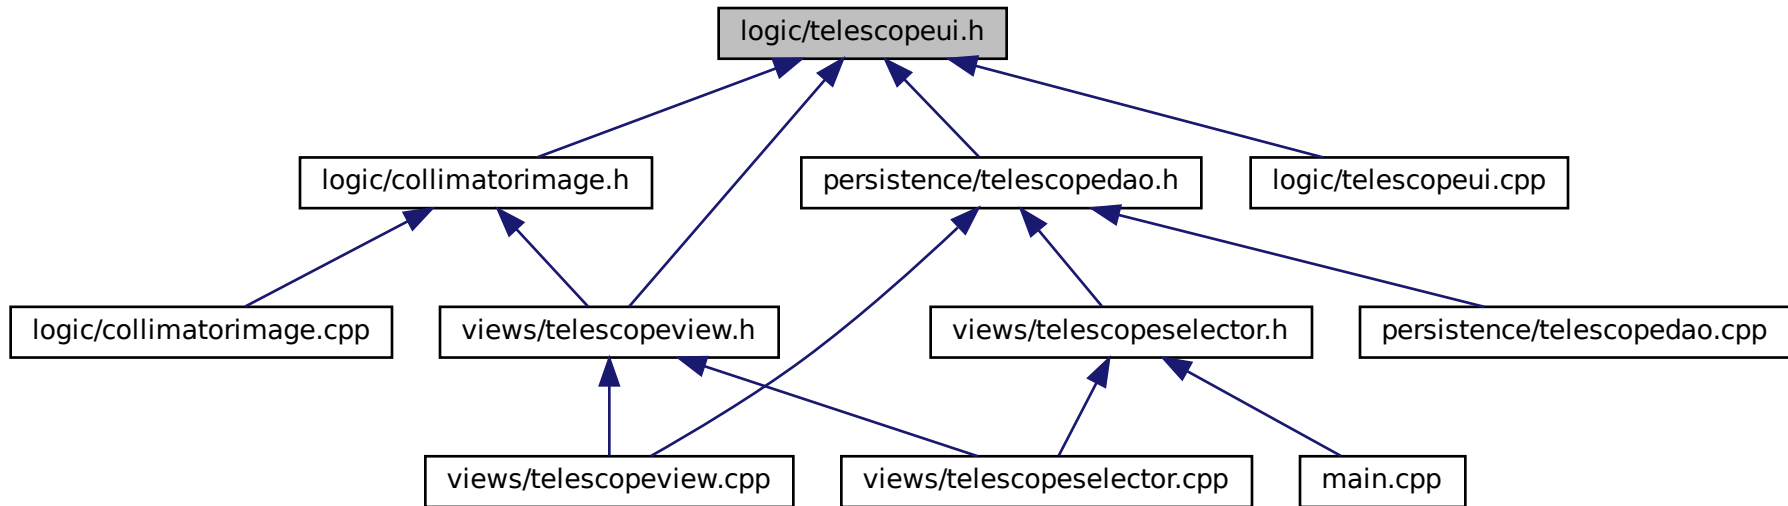 logic/telescopeui.h
logic/collimatorimage.h
persistence/telescopedao.h
logic/telescopeui.cpp
logic/collimatorimage.cpp
views/telescopeview.h
views/telescopeselector.h
persistence/telescopedao.cpp
views/telescopeview.cpp
views/telescopeselector.cpp
main.cpp